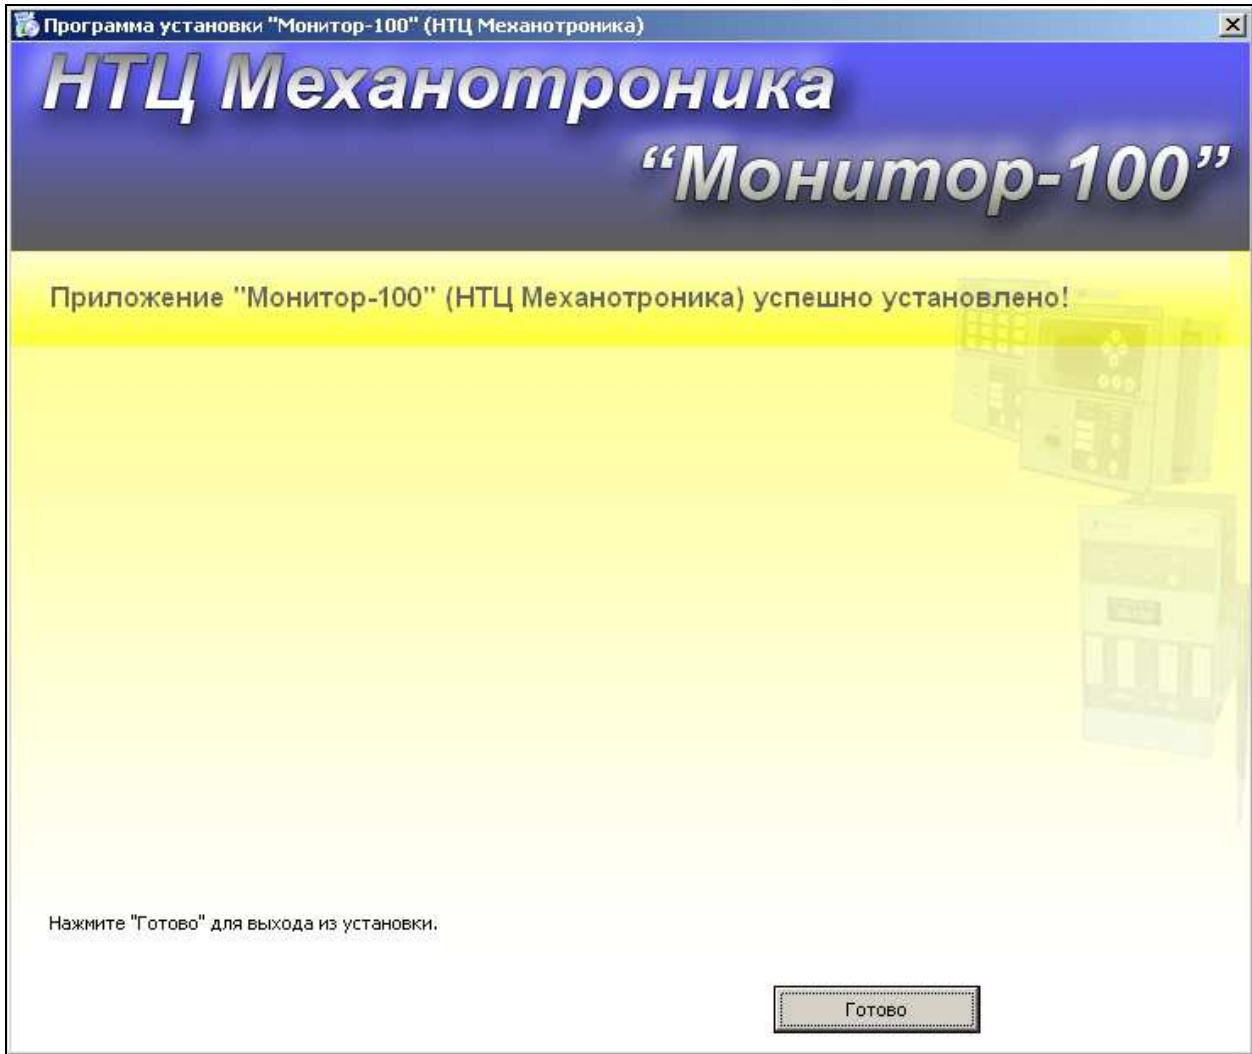 Программа установки "Монитор-100" (НТЦ Механотроника)
НТЦ Механотроника
“Монитор-100”
Приложение "Монитор-100" (НТЦ Механотроника) успешно установлено!
Нажмите "Готово" для выхода из установки.
Готово